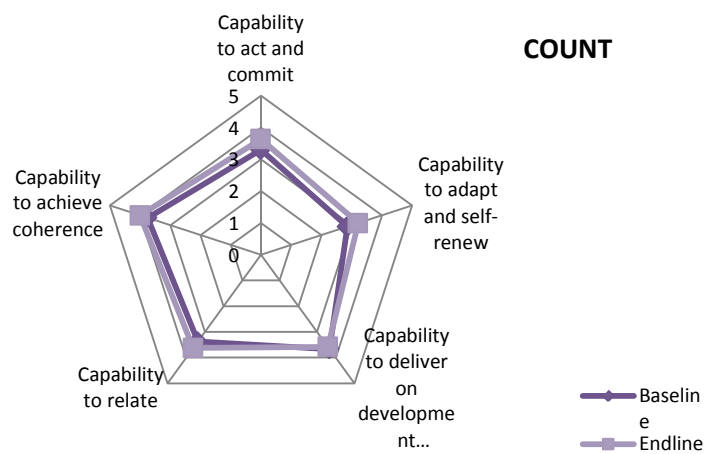 Capability
to act and
commit
COUNT
5
4
3
2
1
0
Capability
to adapt
and self-
renew
Capability
to achieve
coherence
Capability
to deliver
on
developme
nt…
Capability
to relate
Baselin
e
Endline